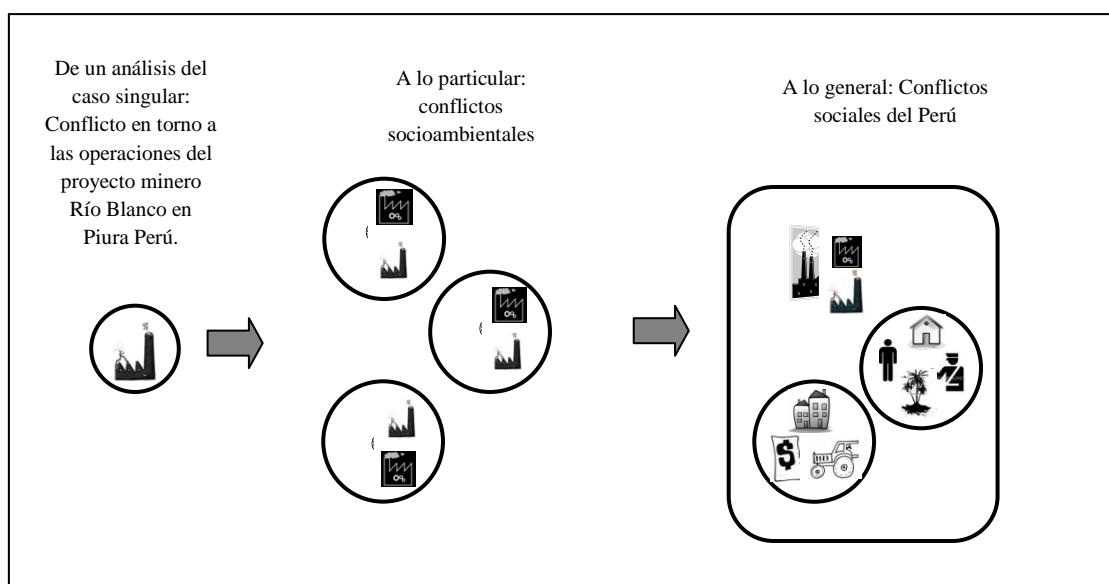 De un análisis del
caso singular:
Conflicto en torno a
las operaciones del
proyecto minero
Río Blanco en
Piura Perú.
A lo particular:
conflictos
socioambientales
A lo general: Conflictos
sociales del Perú
$